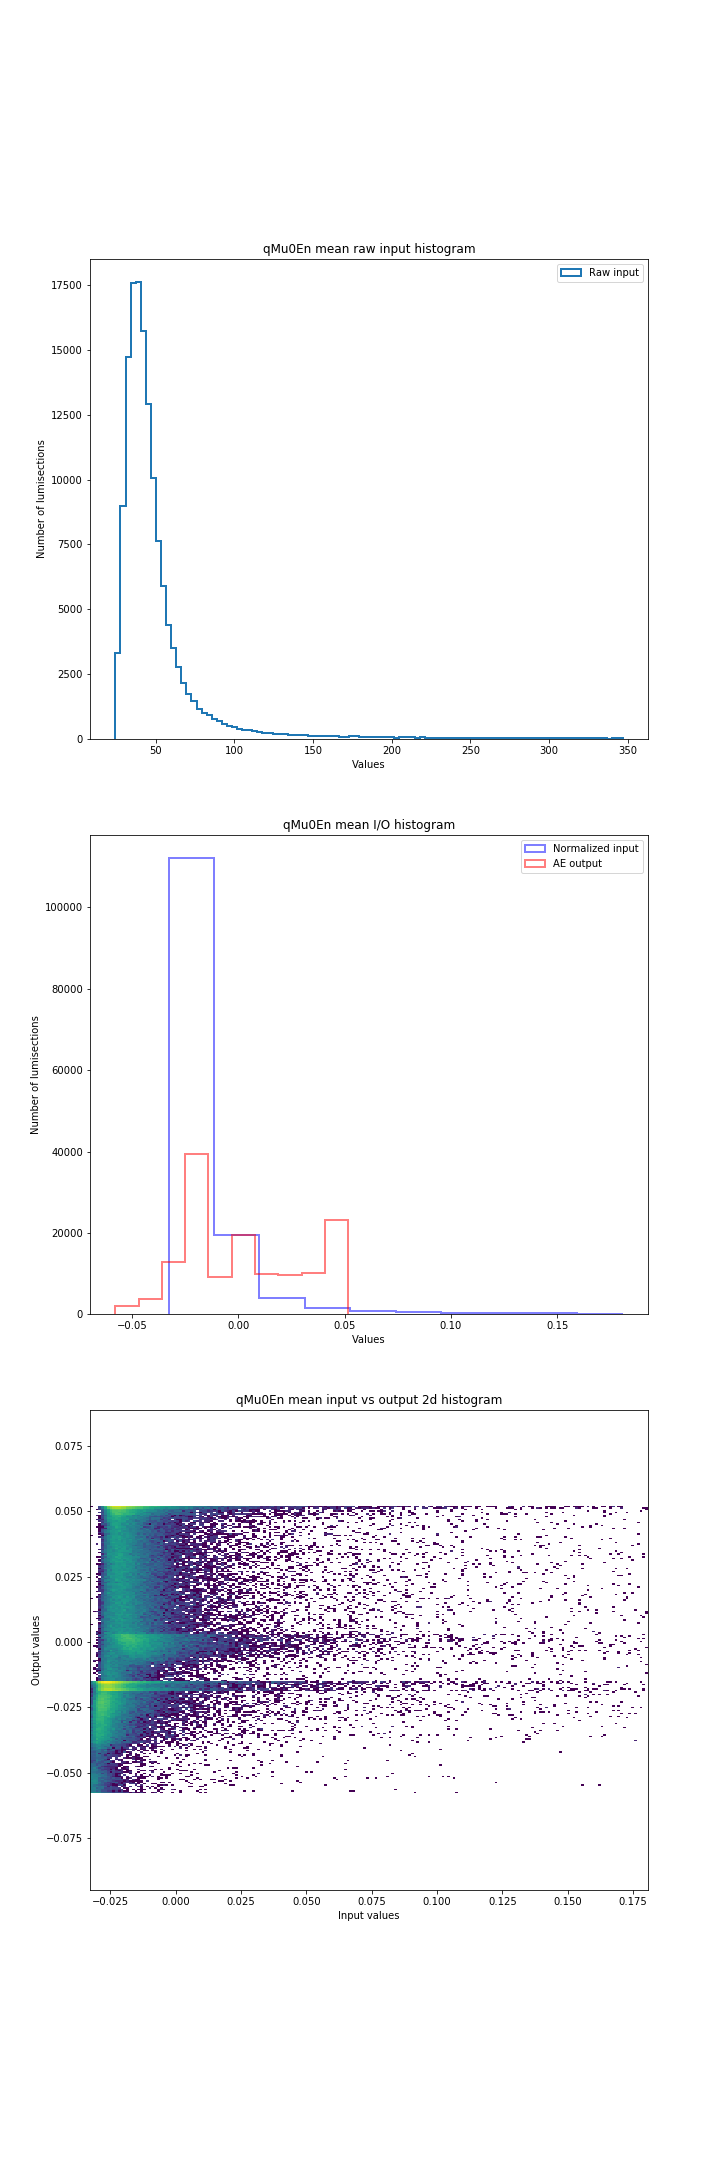 qMu0En mean raw input histogram
Raw input
17500
15000
12500
10000
7500
5000
2500
0
Number of lumisections
50 100 150 200 250 300 350
Values
qMu0En mean I/O histogram
Normalized input
AE output
100000
80000
60000
40000
20000
0
Number of lumisections
−0.05 0.00 0.05 0.10 0.15
Values
qMu0En mean input vs output 2d histogram
0.075
0.050
0.025
0.000
−0.025
−0.050
−0.075
Output values
−0.025 0.000 0.025 0.050 0.075 0.100 0.125 0.150 0.175
Input values